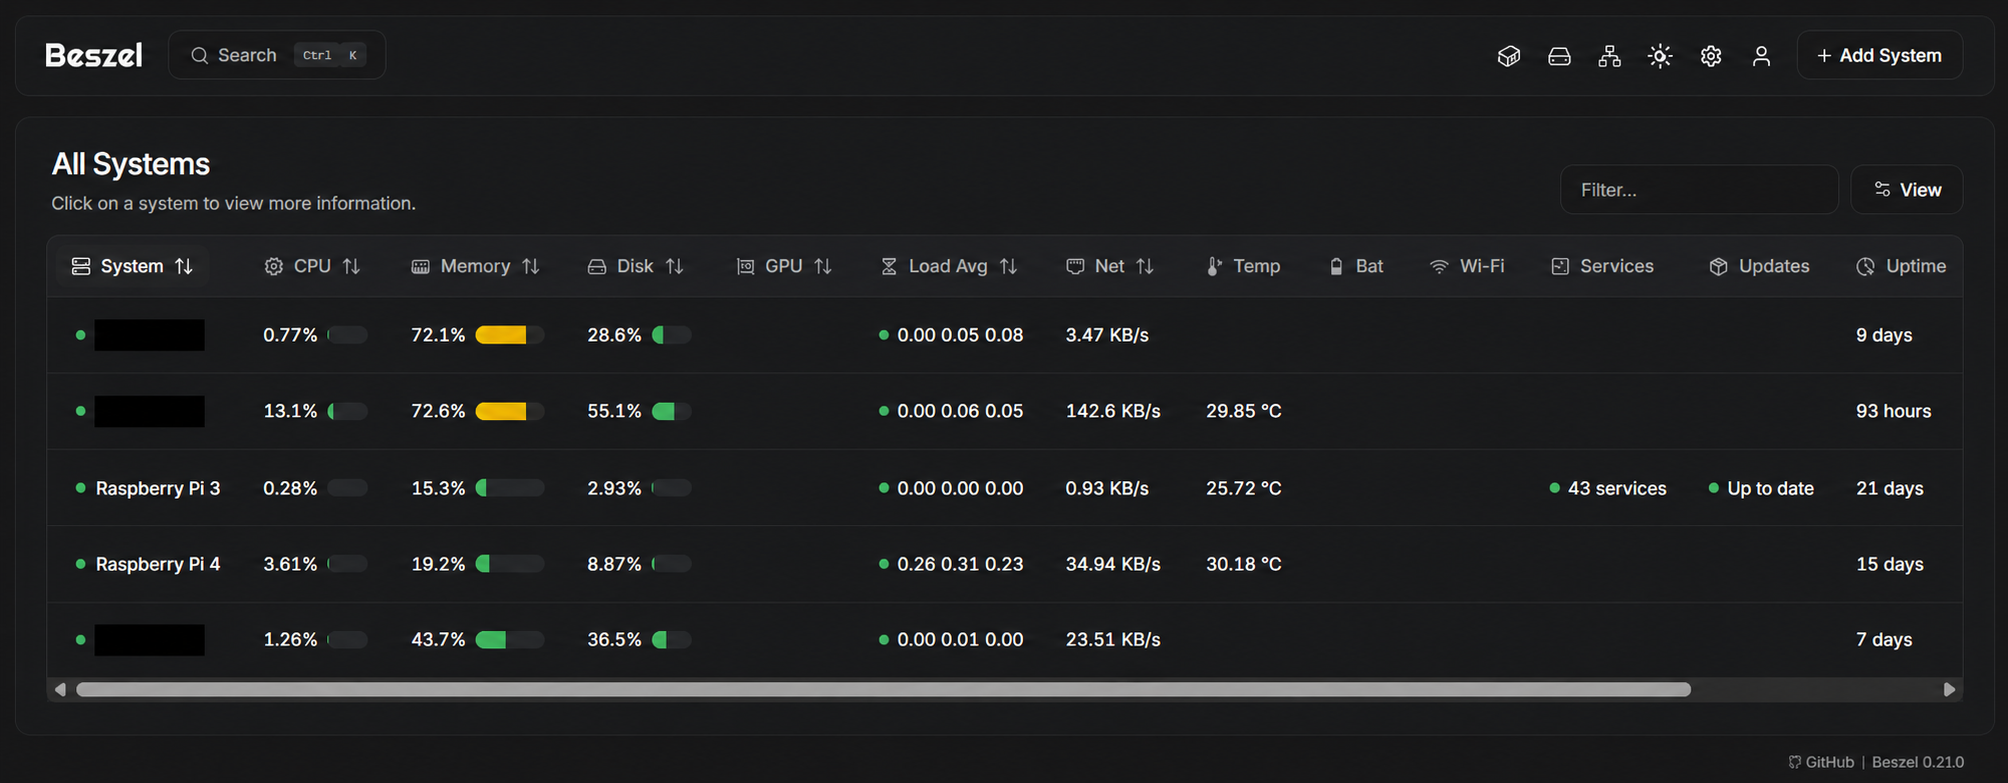 Beszel Search Ctrl K + Add System
All Systems
Click on a system to view more information.
Filter... View
System CPU Memory Disk GPU Load Avg Net Temp Bat Wi-Fi Services Updates Uptime
0.77% 72.1% 28.6% 0.00 0.05 0.08 3.47 KB/s 9 days
13.1% 72.6% 55.1% 0.00 0.06 0.05 142.6 KB/s 29.85 °C 93 hours
Raspberry Pi 3 0.28% 15.3% 2.93% 0.00 0.00 0.00 0.93 KB/s 25.72 °C 43 services Up to date 21 days
Raspberry Pi 4 3.61% 19.2% 8.87% 0.26 0.31 0.23 34.94 KB/s 30.18 °C 15 days
1.26% 43.7% 36.5% 0.00 0.01 0.00 23.51 KB/s 7 days
GitHub | Beszel 0.21.0